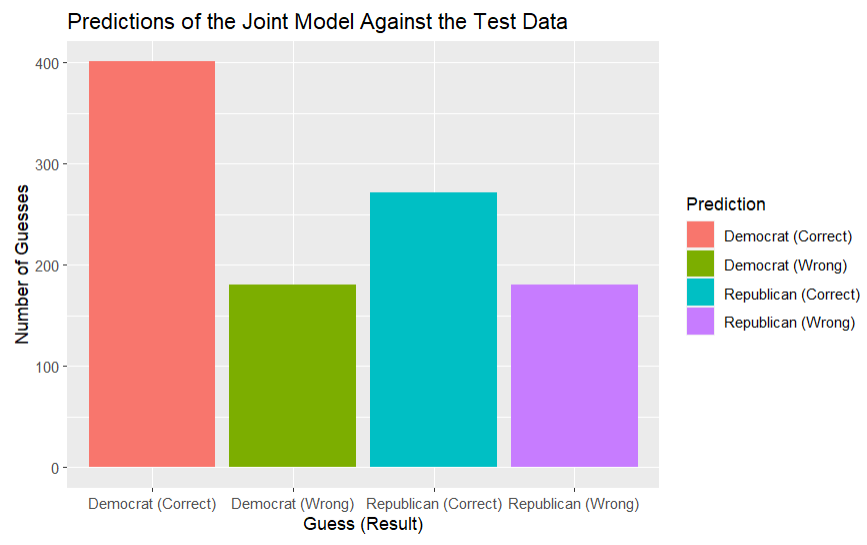 Predictions of the Joint Model Against the Test Data
Number of Guesses
400
300
200
100
0
Democrat (Correct) Democrat (Wrong) Republican (Correct) Republican (Wrong)
Guess (Result)
Prediction
Democrat (Correct)
Democrat (Wrong)
Republican (Correct)
Republican (Wrong)